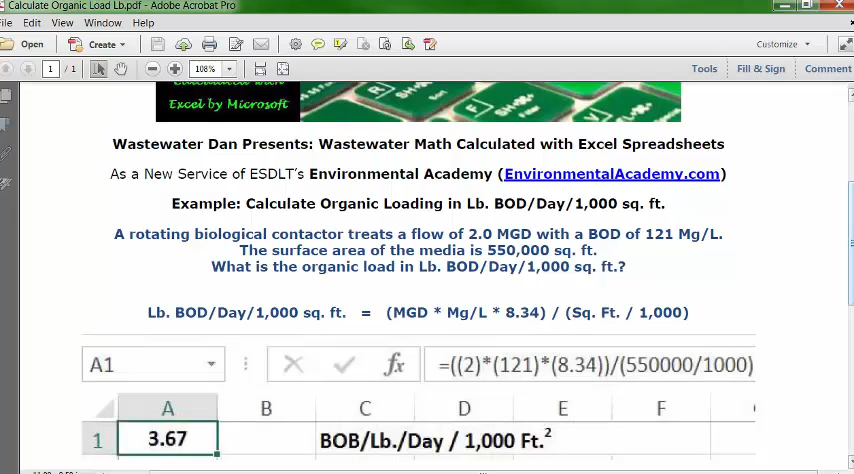 Calculate Organic Load Lb.pdf - Adobe Acrobat Pro
File Edit View Window Help
Open Create Customize
1 / 1 108% Tools Fill & Sign Comment
Calculated with
Excel by Microsoft
Wastewater Dan Presents: Wastewater Math Calculated with Excel Spreadsheets
As a New Service of ESDLT's Environmental Academy (EnvironmentalAcademy.com)
Example: Calculate Organic Loading in Lb. BOD/Day/1,000 sq. ft.
A rotating biological contactor treats a flow of 2.0 MGD with a BOD of 121 Mg/L.
The surface area of the media is 550,000 sq. ft.
What is the organic load in Lb. BOD/Day/1,000 sq. ft.?
Lb. BOD/Day/1,000 sq. ft. = (MGD * Mg/L * 8.34) / (Sq. Ft. / 1,000)
A1 fx =((2)*(121)*(8.34))/(550000/1000)
A B C D E F
1 3.67 BOB/Lb./Day / 1,000 Ft.²